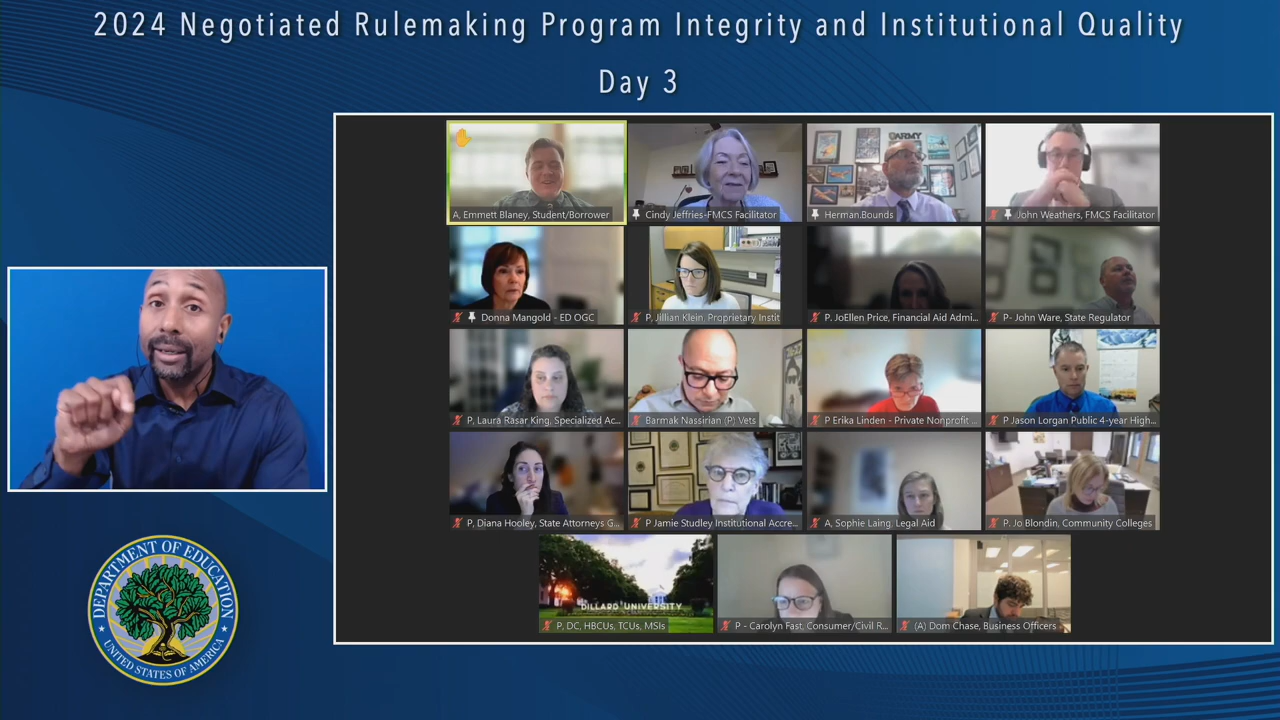 2024 Negotiated Rulemaking Program Integrity and Institutional Quality
Day 3
A, Emmett Blaney, Student/Borrower
Cindy Jeffries-FMCS Facilitator
Herman.Bounds
John Weathers, FMCS Facilitator
ARMY
Donna Mangold - ED OGC
P, Jillian Klein, Proprietary Instit
P. JoEllen Price, Financial Aid Admi...
P- John Ware, State Regulator
P, Laura Rasar King, Specialized Ac...
Barmak Nassirian (P) Vets
P Erika Linden - Private Nonprofit ...
P Jason Lorgan Public 4-year High...
P, Diana Hooley, State Attorneys G...
P Jamie Studley Institutional Accre...
A, Sophie Laing, Legal Aid
P. Jo Blondin, Community Colleges
DILLARD UNIVERSITY
P, DC, HBCUs, TCUs, MSIs
P - Carolyn Fast, Consumer/Civil R...
(A) Dom Chase, Business Officers
DEPARTMENT OF EDUCATION
UNITED STATES OF AMERICA